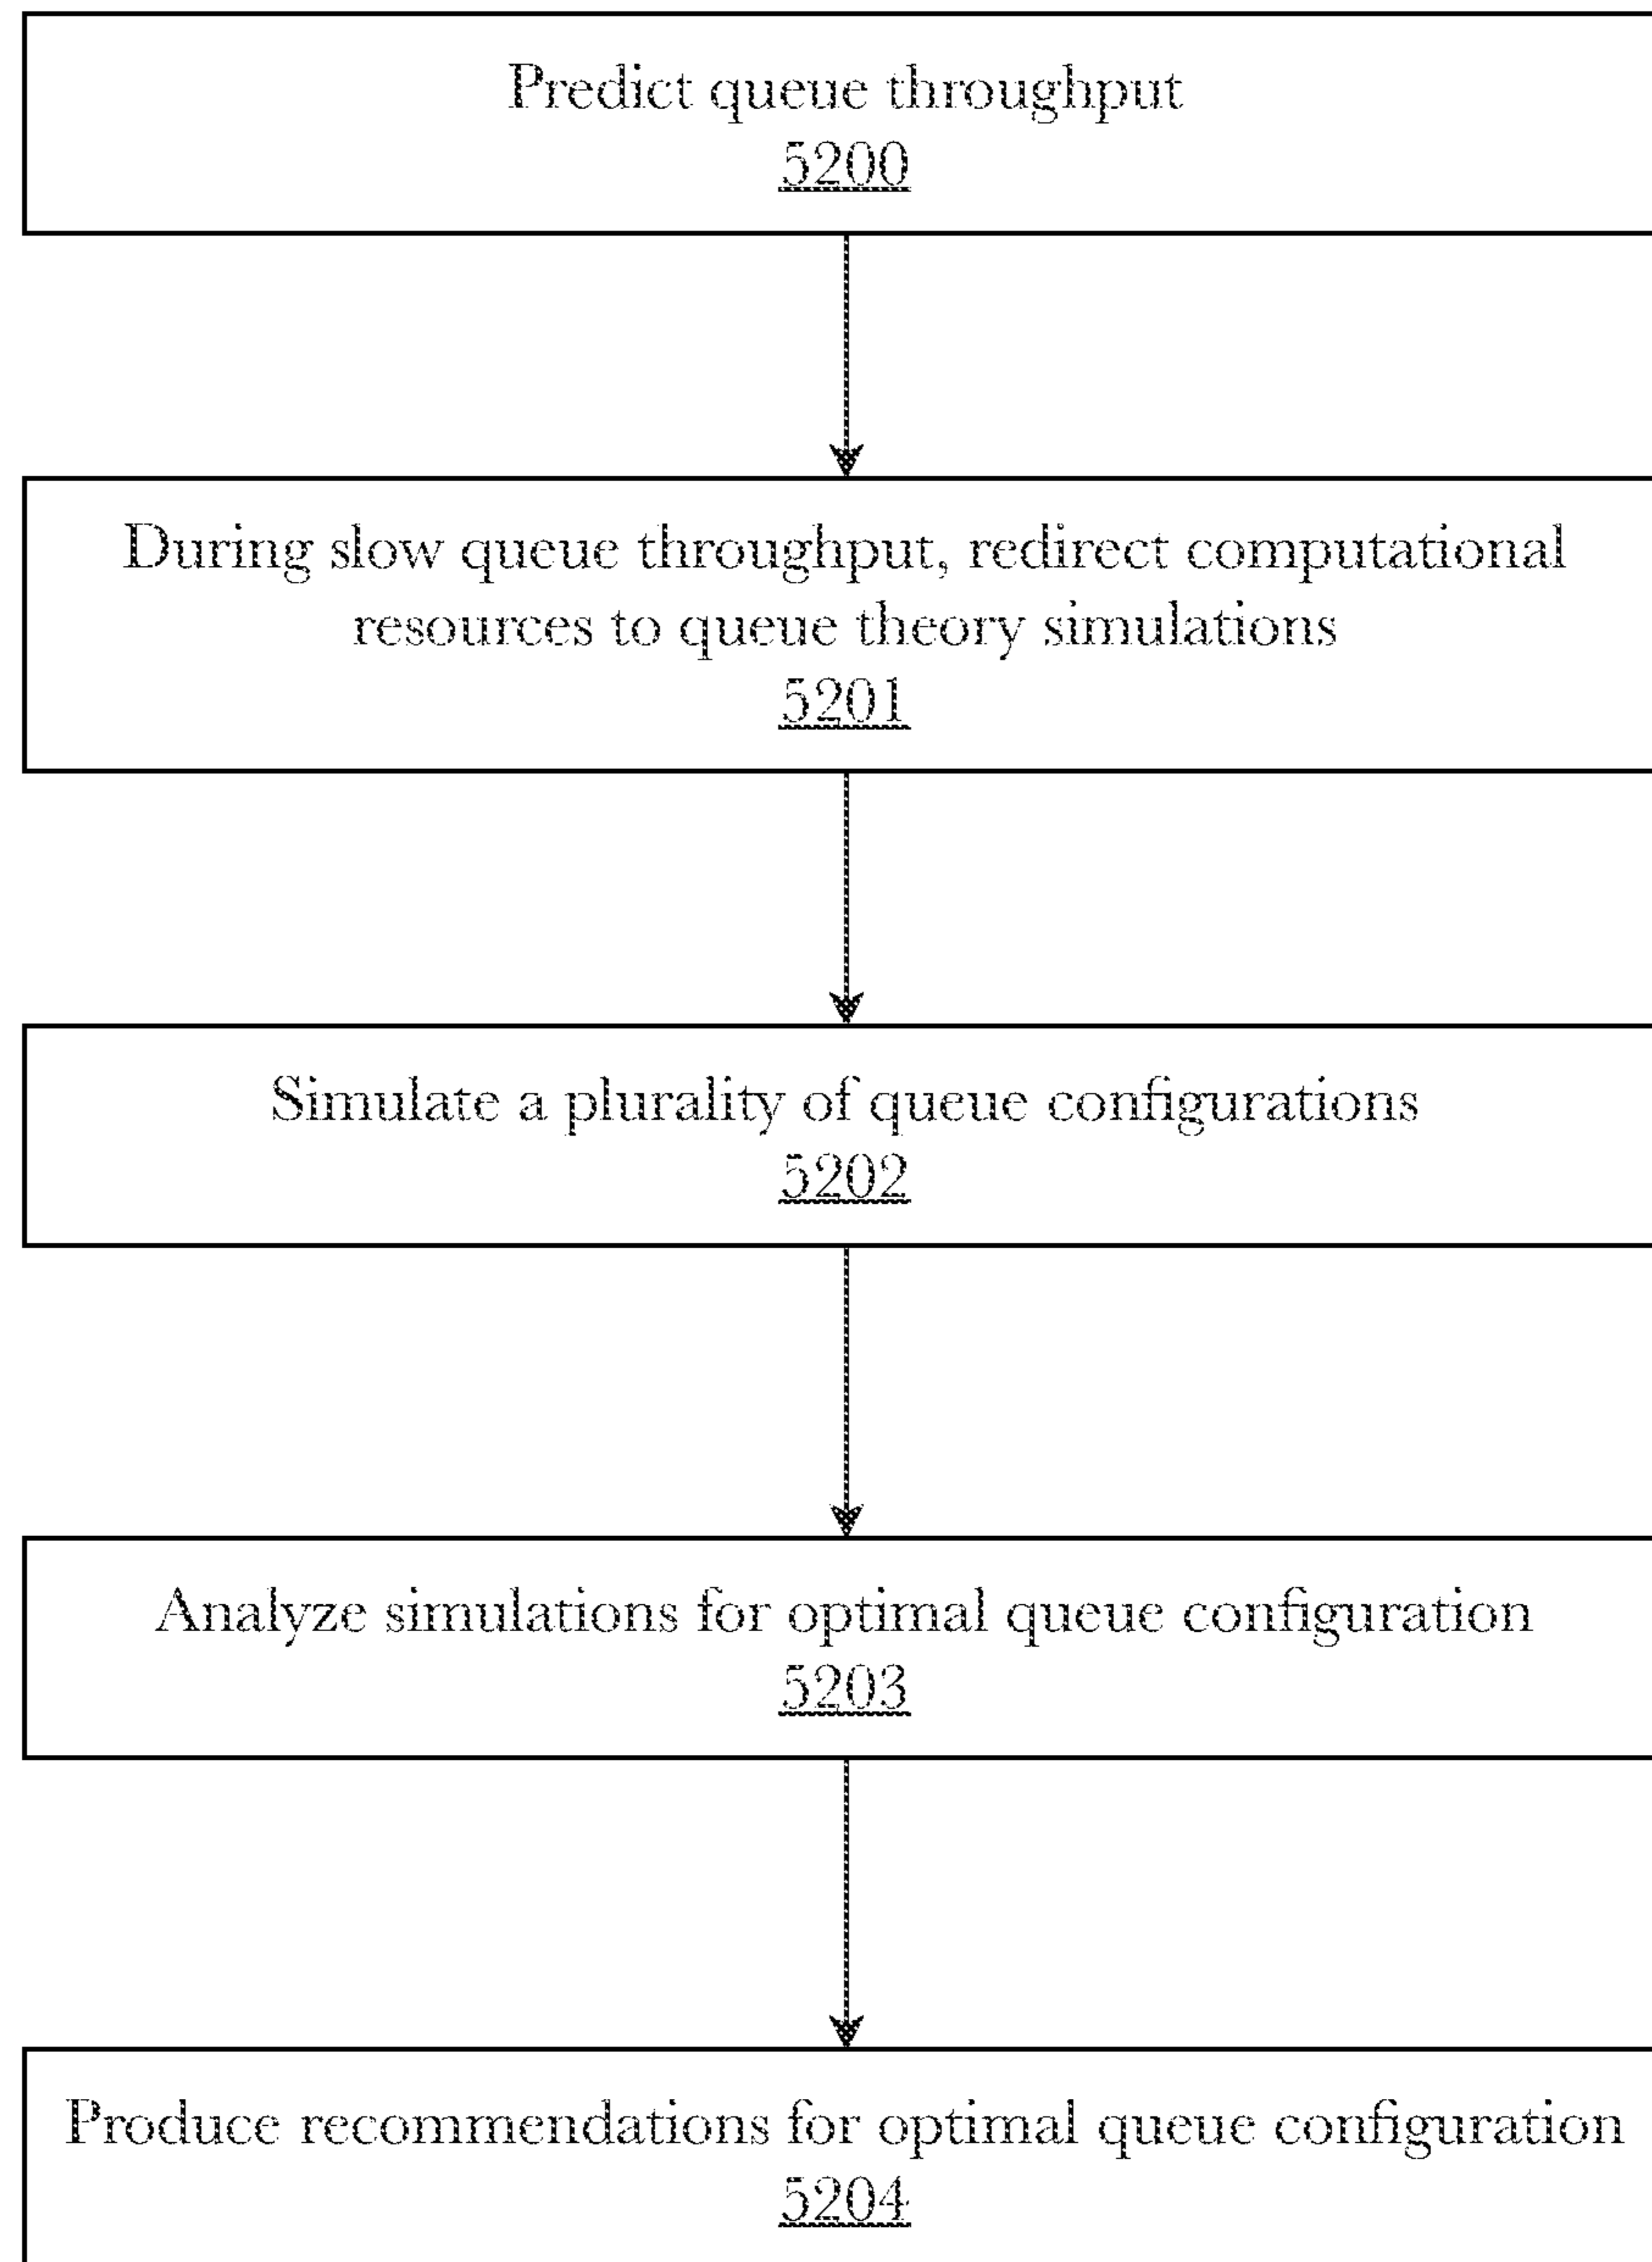 Predict queue throughput
5200
During slow queue throughput, redirect computational
resources to queue theory simulations
5201
Simulate a plurality of queue configurations
5202
Analyze simulations for optimal queue configuration
5203
Produce recommendations for optimal queue configuration
5204